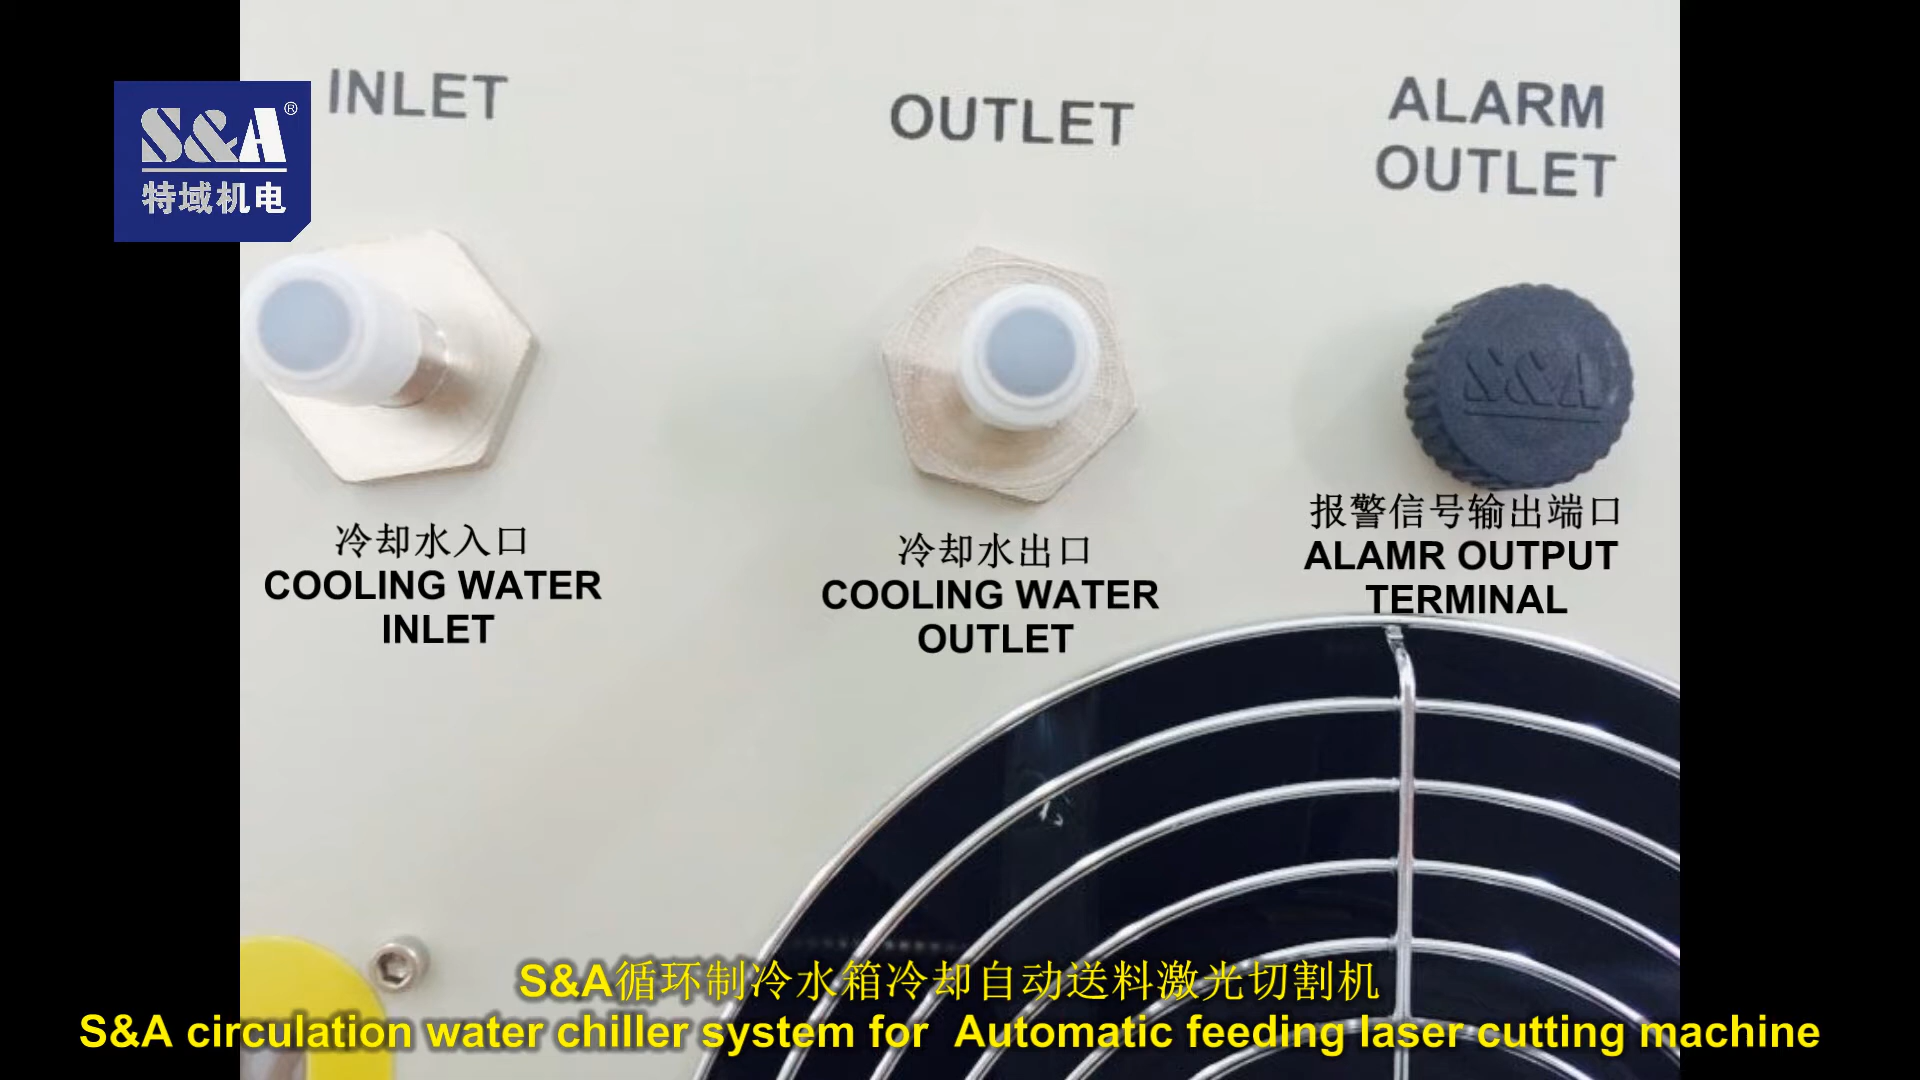 INLET
OUTLET
ALARM
OUTLET
S&A®
特域机电
S&A
冷却水入口
COOLING WATER
INLET
冷却水出口
COOLING WATER
OUTLET
报警信号输出端口
ALAMR OUTPUT
TERMINAL
S&A循环制冷水箱冷却自动送料激光切割机
S&A circulation water chiller system for Automatic feeding laser cutting machine